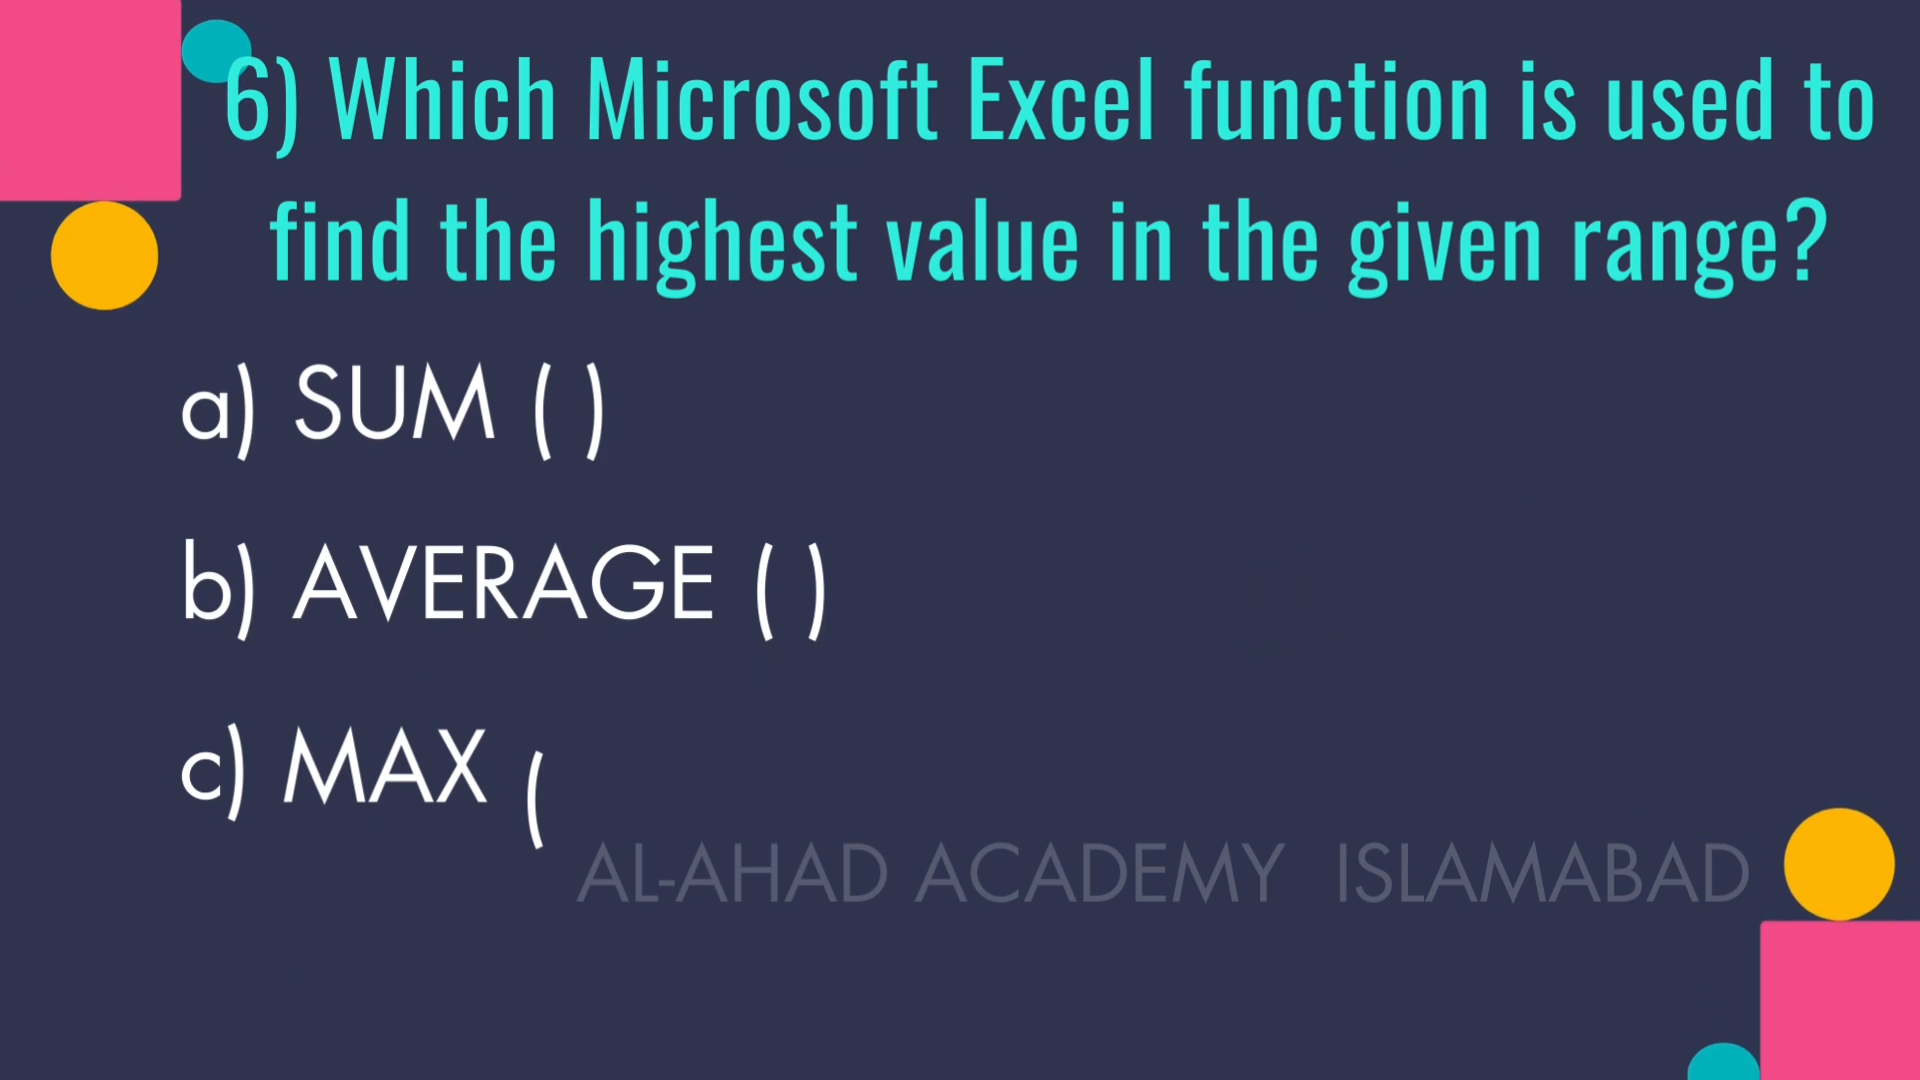 6) Which Microsoft Excel function is used to
find the highest value in the given range?
a) SUM ( )
b) AVERAGE ( )
c) MAX (
AL-AHAD ACADEMY ISLAMABAD